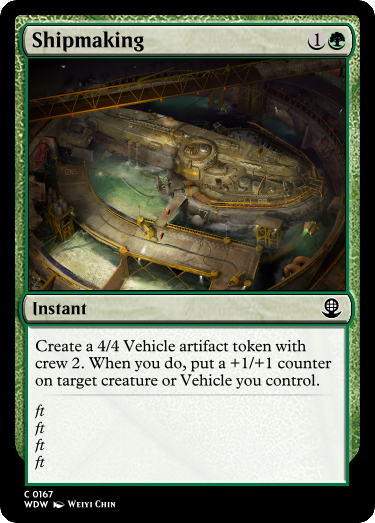 Shipmaking 1
Instant
Create a 4/4 Vehicle artifact token with
crew 2. When you do, put a +1/+1 counter
on target creature or Vehicle you control.
ft
ft
ft
ft
C 0167
WDW Weiyi Chin